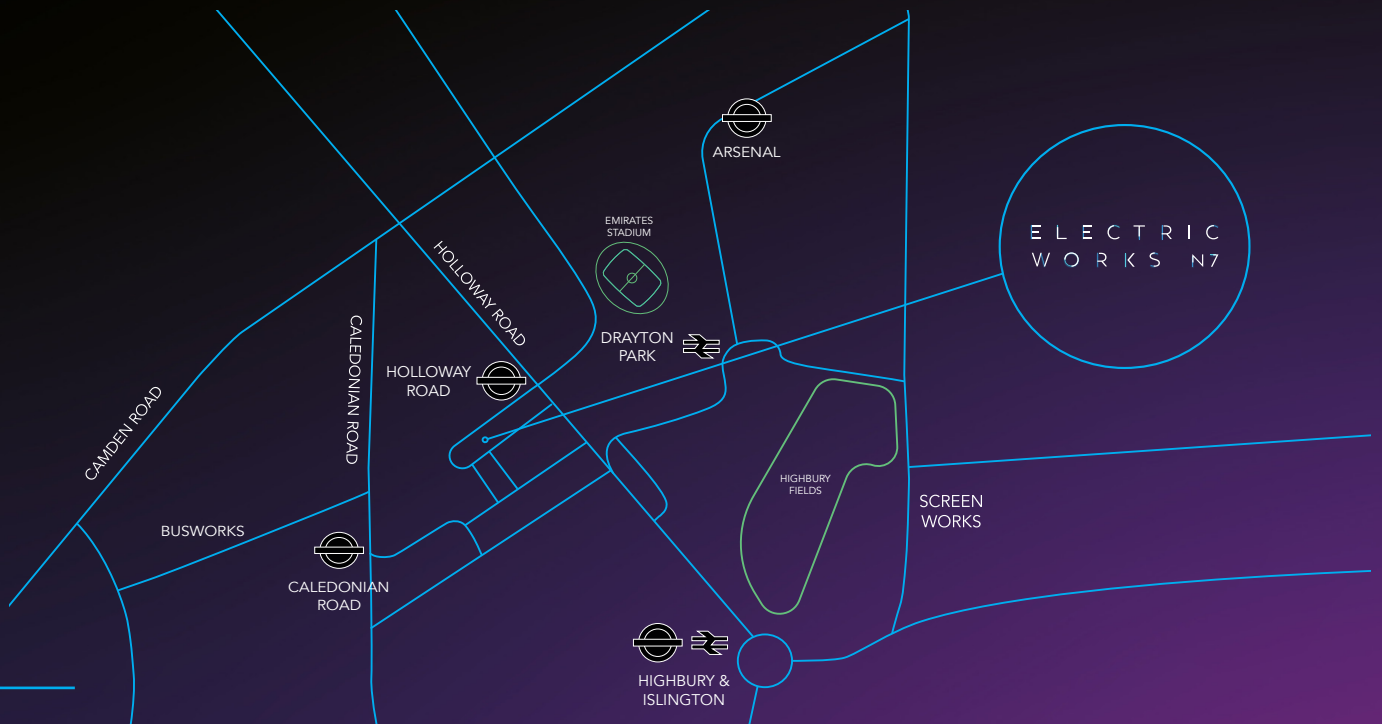 ARSENAL
EMIRATES
STADIUM
ELECTRIC
WORKS N7
HOLLOWAY ROAD
DRAYTON
PARK
HOLLOWAY
ROAD
CALEDONIAN ROAD
CAMDEN ROAD
HIGHBURY
FIELDS
SCREEN
WORKS
BUSWORKS
CALEDONIAN
ROAD
HIGHBURY &
ISLINGTON